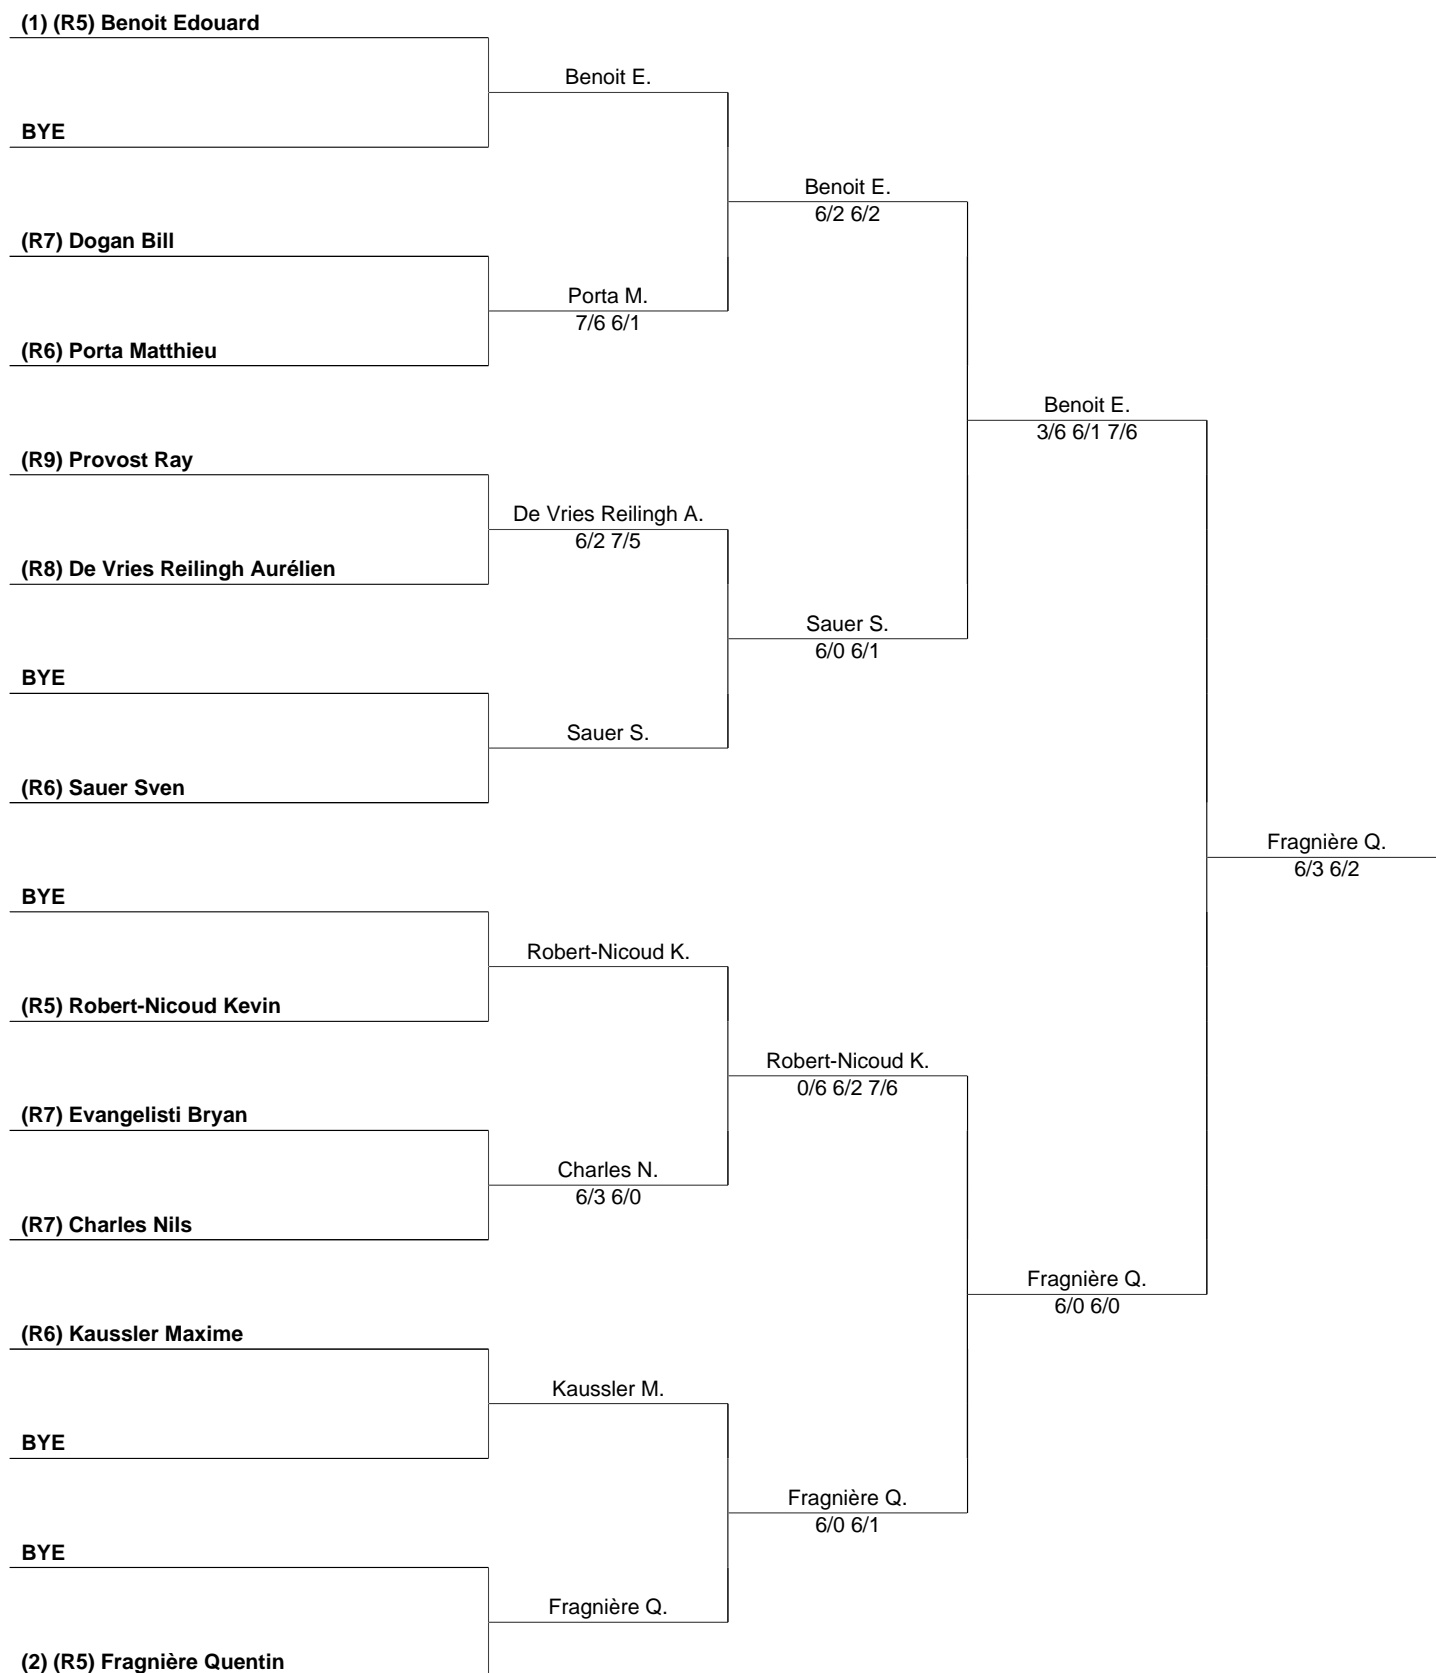 (1) (R5) Benoit Edouard
Benoit E.
BYE
Benoit E.
6/2 6/2
(R7) Dogan Bill
Porta M.
7/6 6/1
(R6) Porta Matthieu
Benoit E.
3/6 6/1 7/6
(R9) Provost Ray
De Vries Reilingh A.
6/2 7/5
(R8) De Vries Reilingh Aurélien
Sauer S.
6/0 6/1
BYE
Sauer S.
(R6) Sauer Sven
Fragnière Q.
6/3 6/2
BYE
Robert-Nicoud K.
(R5) Robert-Nicoud Kevin
Robert-Nicoud K.
0/6 6/2 7/6
(R7) Evangelisti Bryan
Charles N.
6/3 6/0
(R7) Charles Nils
Fragnière Q.
6/0 6/0
(R6) Kaussler Maxime
Kaussler M.
BYE
Fragnière Q.
6/0 6/1
BYE
Fragnière Q.
(2) (R5) Fragnière Quentin